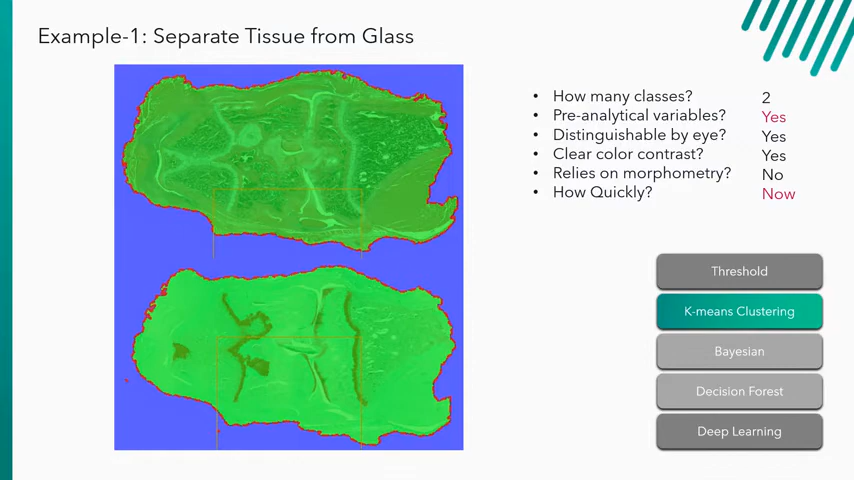 Example-1: Separate Tissue from Glass
• How many classes? 2
• Pre-analytical variables? Yes
• Distinguishable by eye? Yes
• Clear color contrast? Yes
• Relies on morphometry? No
• How Quickly? Now
Threshold
K-means Clustering
Bayesian
Decision Forest
Deep Learning